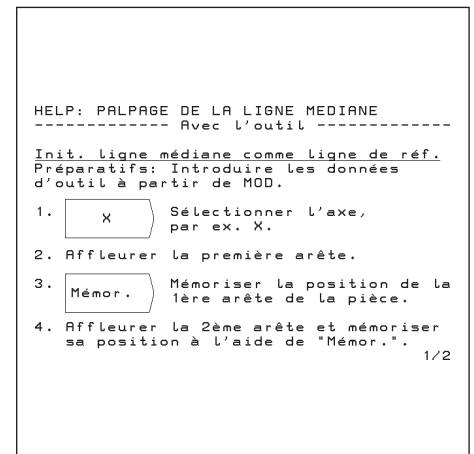 HELP: PALPAGE DE LA LIGNE MEDIANE
------------- Avec l'outil -------------
Init. ligne médiane comme ligne de réf.
Préparatifs: Introduire les données
d'outil à partir de MOD.
1. X Sélectionner l'axe,
par ex. X.
2. Affleurer la première arête.
3. Mémor. Mémoriser la position de la
1ère arête de la pièce.
4. Affleurer la 2ème arête et mémoriser
sa position à l'aide de "Mémor.".
1/2